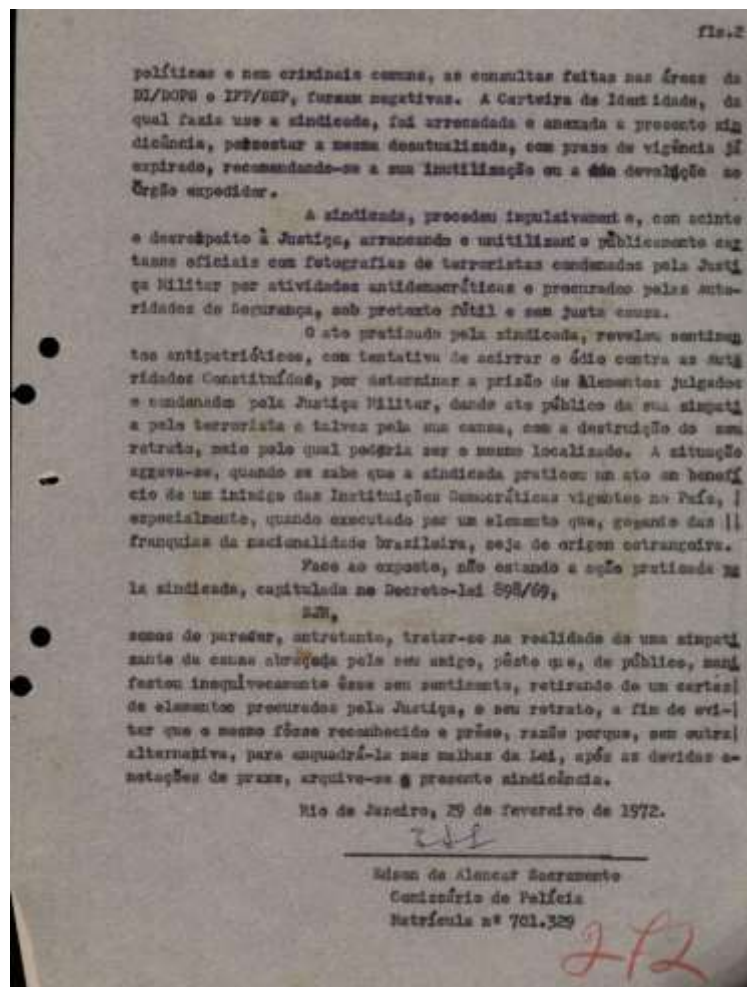 fls.2
políticas e nem criminais comuns, as consultas feitas nas áreas da
DI/DOPS e IPF/SSP, foram negativas. A Carteira de Identidade, da
qual fazia uso a sindicada, foi arrecadada e anexada a presente sin
dicância, por estar a mesma desatualizada, com prazo de vigência já
expirado, recomendando-se a sua inutilização ou a devolução ao
Órgão expedidor.
A sindicada, procedeu impulsivamente, con acinte
e desrespeito à Justiça, arrancando e unitilizando públicamente car
tazes oficiais com fotografias de terroristas condenados pela Justi
ça Militar por atividades antidemocráticas e procurados pelas Auto-
ridades de Segurança, sob pretexto fútil e sem justa causa.
O ato praticado pela sindicada, revelou sentimen
tos antipatrióticos, com tentativa de acirrar o ódio contra as Auto
ridades Constituídas, por determinar a prisão de Elementos julgados
e condenados pela Justiça Militar, dando ato público da sua simpati
a pelo terrorista e talvez pela sua causa, com a destruição do seu
retrato, meio pelo qual poderia ser o mesmo localizado. A situação
agrava-se, quando se sabe que a sindicada praticou um ato em benefí
cio de um inimigo das Instituições Democráticas vigentes no País,
especialmente, quando executado por um elemento que, gozando das
franquias da nacionalidade brasileira, seja de origem estrangeira.
Face ao exposto, não estando a ação praticada pe
la sindicada, capitulada no Decreto-lei 898/69,
SJM,
somos de parecer, entretanto, tratar-se na realidade de uma simpati
zante da causa abraçada pelo seu amigo, pôsto que, de público, mani
festou inequivocamente êsse seu sentimento, retirando de um cartaz
de elementos procurados pela Justiça, o seu retrato, a fim de evi-
tar que o mesmo fôsse reconhecido e prêso, razão porque, sem outra
alternativa, para enquadrá-la nas malhas da Lei, após as devidas a-
notações de praxe, arquive-se a presente sindicância.
Rio de Janeiro, 29 de fevereiro de 1972.
Edson de Alencar Sacramento
Comissário de Polícia
Matrícula nº 701.329
272